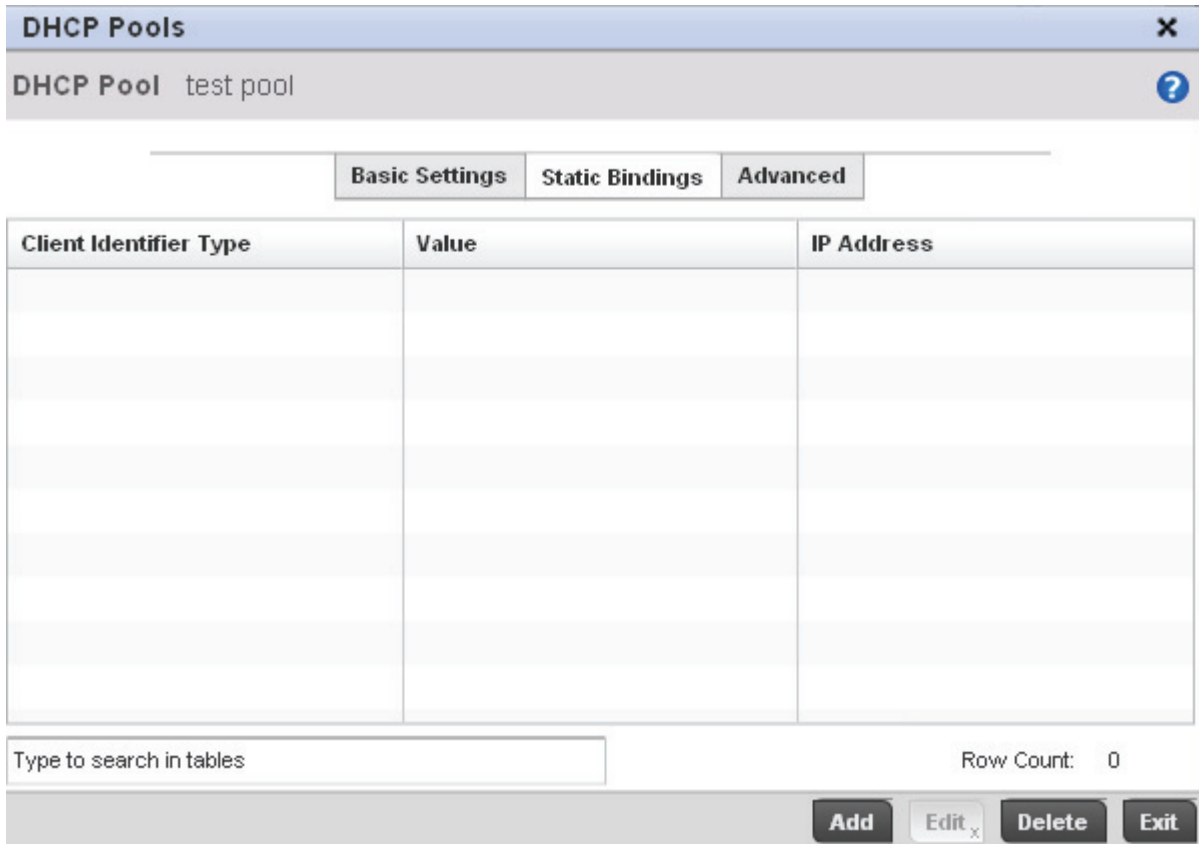 DHCP Pools
DHCP Pool test pool
Basic Settings Static Bindings Advanced
Client Identifier Type Value IP Address
Type to search in tables Row Count: 0
Add Edit Delete Exit